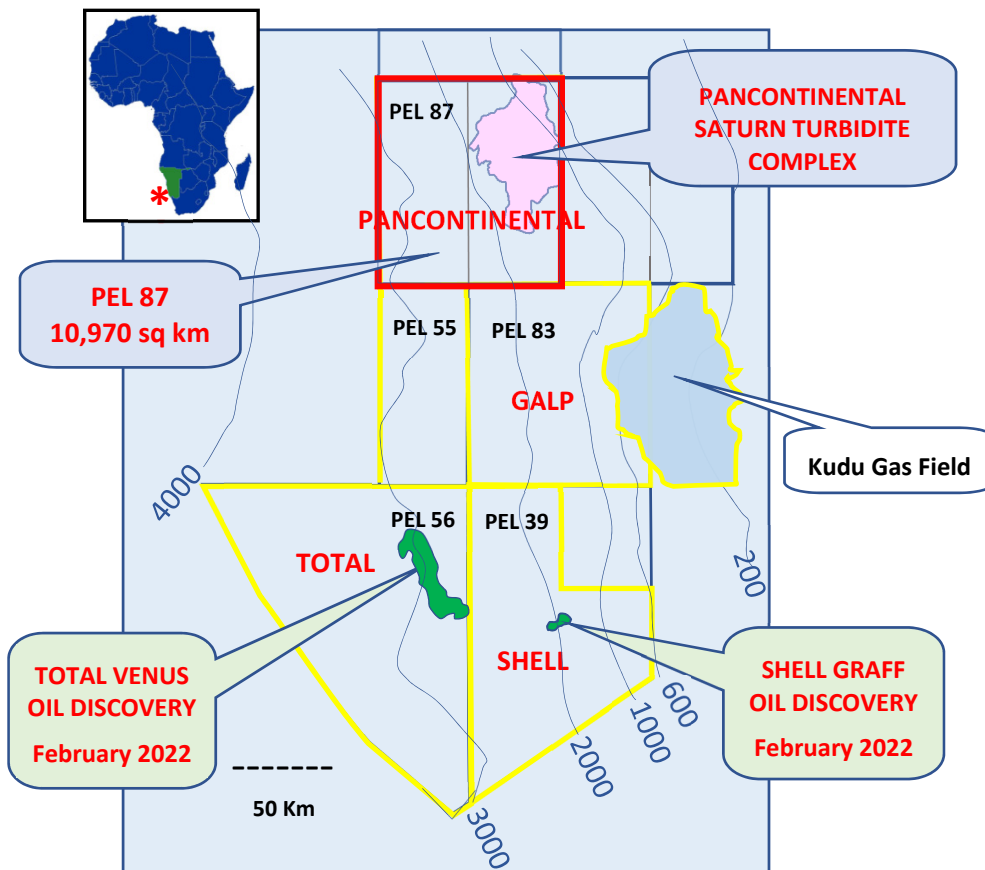 PEL 87
PANCONTINENTAL
SATURN TURBIDITE
COMPLEX
*
PANCONTINENTAL
PEL 87
10,970 sq km
PEL 55
PEL 83
GALP
Kudu Gas Field
4000
PEL 56
PEL 39
TOTAL
200
TOTAL VENUS
OIL DISCOVERY
February 2022
SHELL
SHELL GRAFF
OIL DISCOVERY
February 2022
600
1000
2000
3000
50 Km